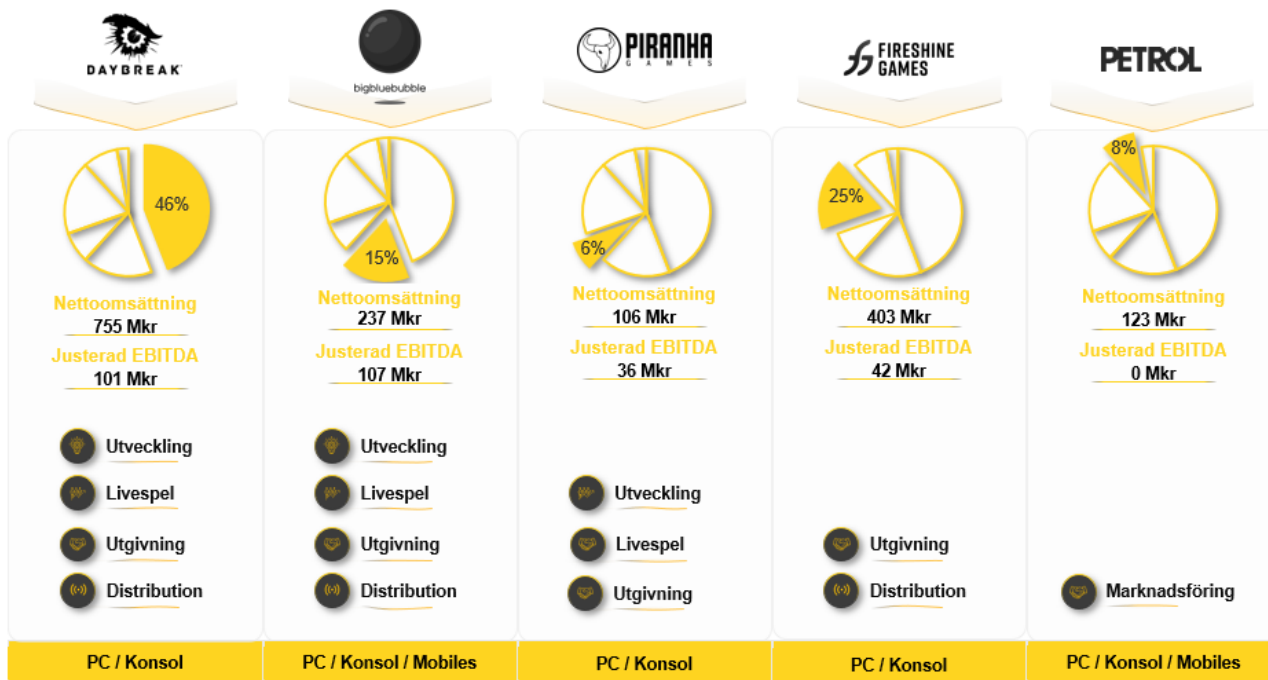 DAYBREAK
bigbluebubble
PIRANHA
GAMES
FIRESHINE
GAMES
PETROL
46%
15%
6%
25%
8%
Nettoomsättning
755 Mkr
Justerad EBITDA
101 Mkr
Utveckling
Livespel
Utgivning
Distribution
PC / Konsol
Nettoomsättning
237 Mkr
Justerad EBITDA
107 Mkr
Utveckling
Livespel
Utgivning
Distribution
PC / Konsol / Mobiles
Nettoomsättning
106 Mkr
Justerad EBITDA
36 Mkr
Utveckling
Livespel
Utgivning
PC / Konsol
Nettoomsättning
403 Mkr
Justerad EBITDA
42 Mkr
Utgivning
Distribution
PC / Konsol
Nettoomsättning
123 Mkr
Justerad EBITDA
0 Mkr
Marknadsföring
PC / Konsol / Mobiles